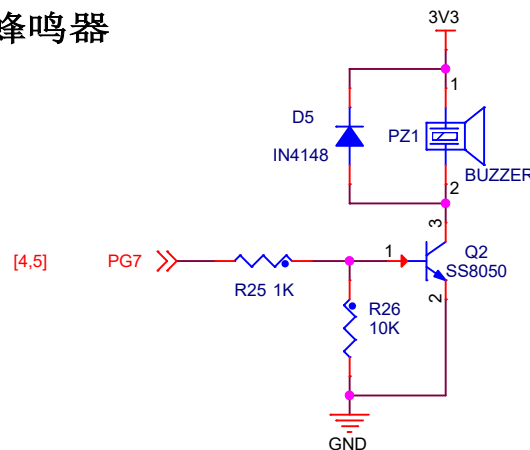 蜂鸣器
3V3
1
D5
PZ1
IN4148
BUZZER
2
3
[4,5]
PG7
1
Q2
SS8050
R25 1K
2
R26
10K
GND